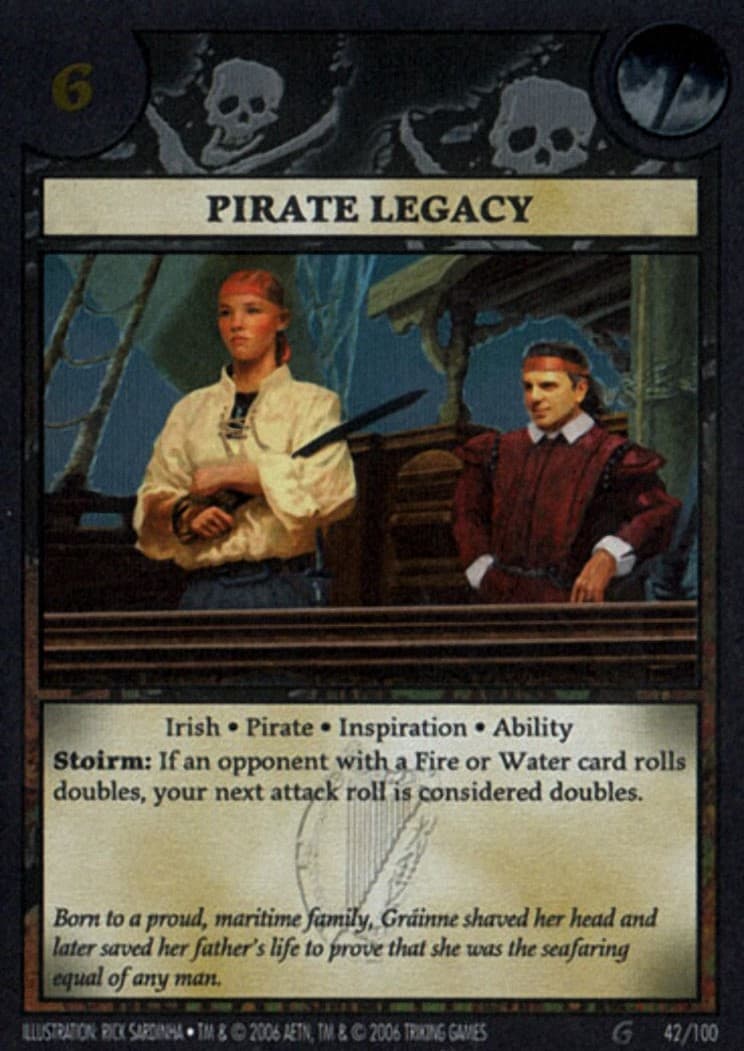 6
PIRATE LEGACY
Irish • Pirate • Inspiration • Ability
Stoirm: If an opponent with a Fire or Water card rolls
doubles, your next attack roll is considered doubles.
Born to a proud, maritime family, Gráinne shaved her head and
later saved her father's life to prove that she was the seafaring
equal of any man.
ILLUSTRATION: RICK SARDINHA • TM & © 2006 AETN, TM & © 2006 TRIKING GAMES G 42/100